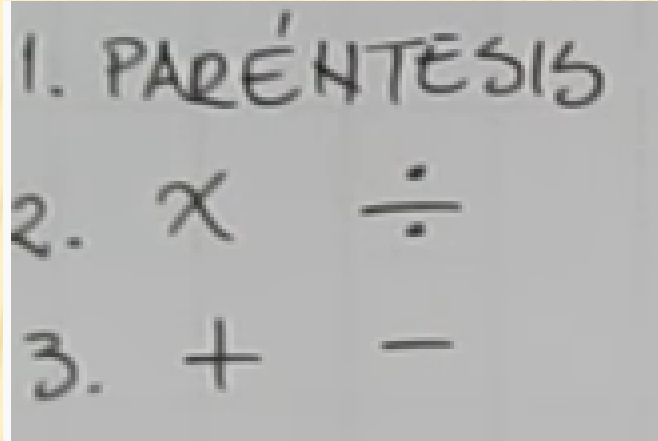 1. PARÉNTESIS
2. x ÷
3. + -